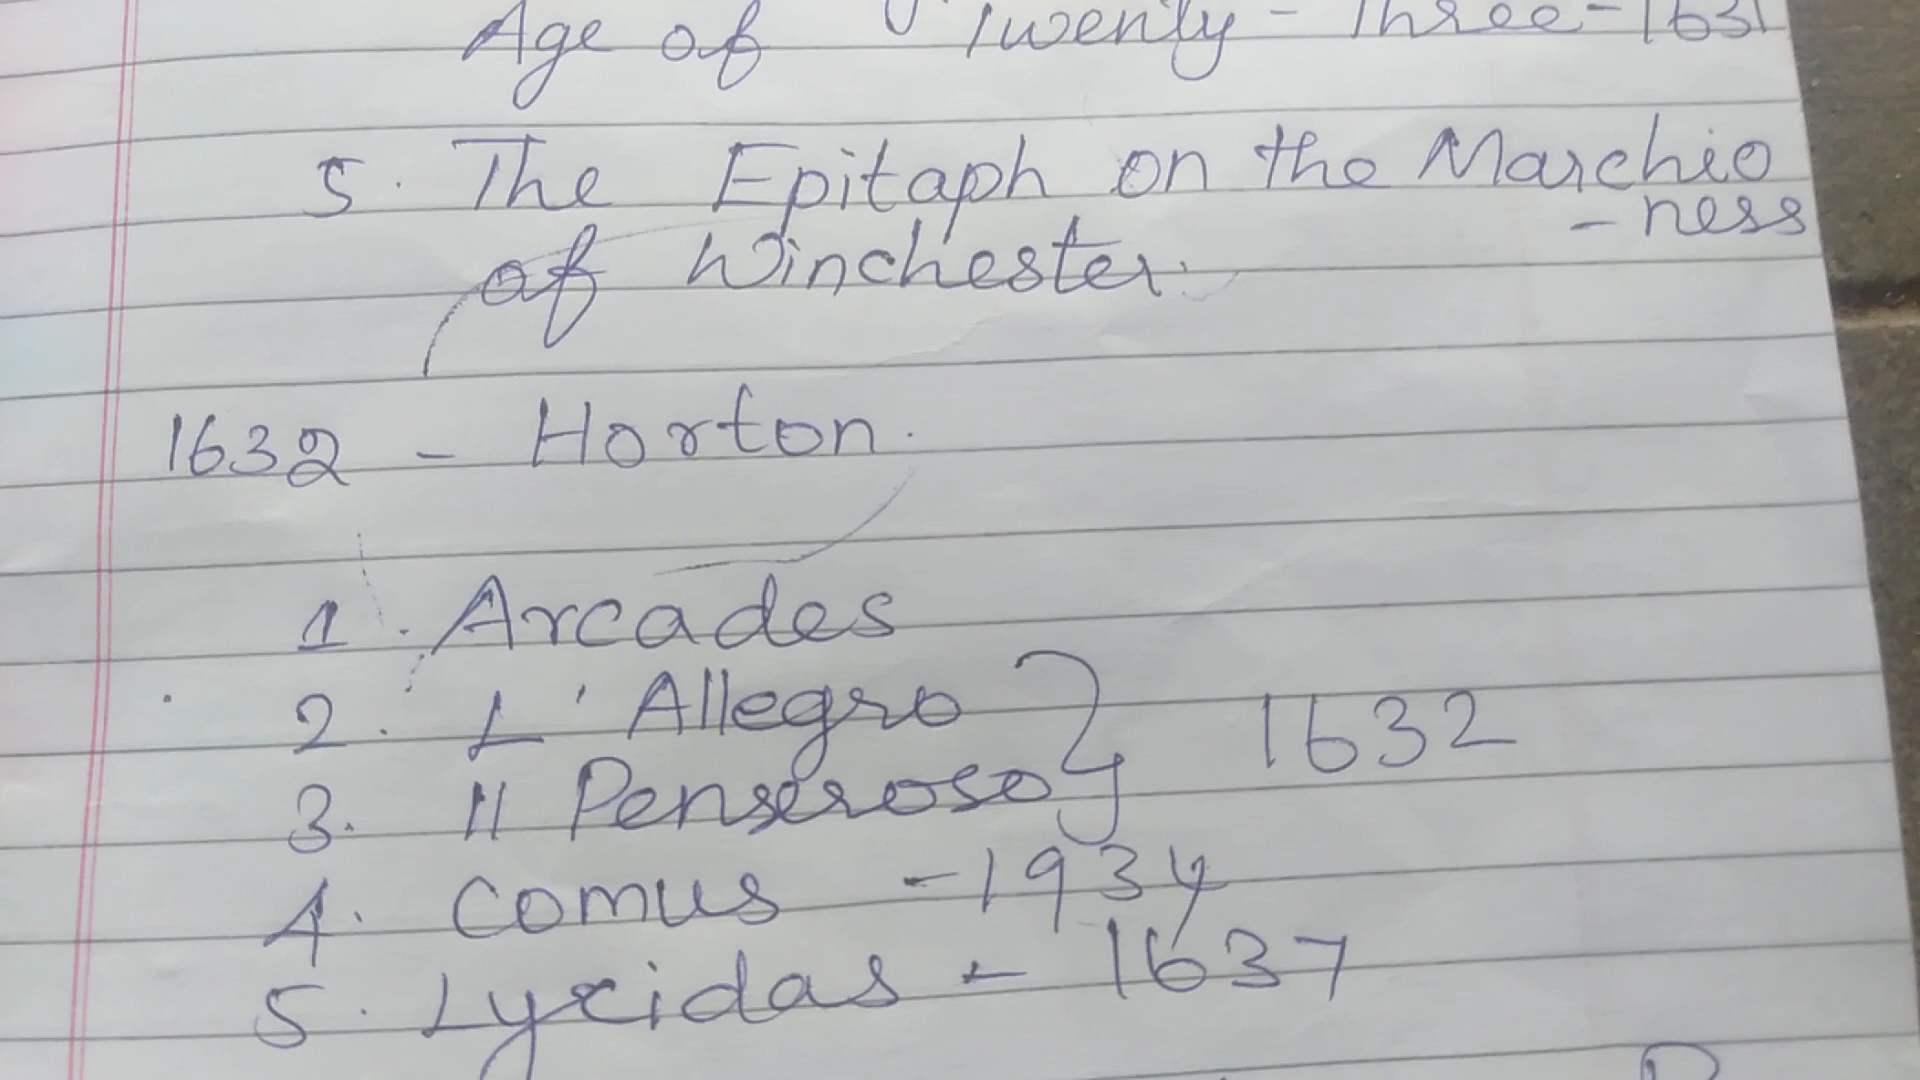 Age of Twenty-Three-1631
5. The Epitaph on the Marchio
-ness
of Winchester.
1632 - Horton.
1. Arcades
2. L'Allegro
3. Il Penseroso } 1632
4. Comus -1934
5. Lycidas - 1637